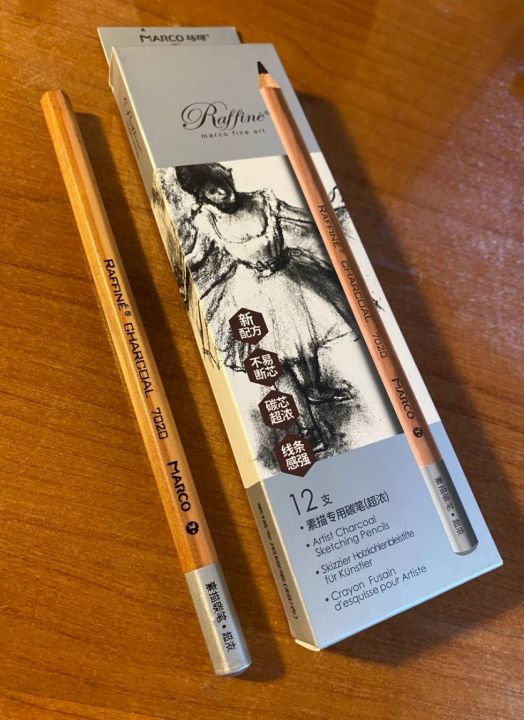 MARCO 马可®
Raffiné®
marco fine art
新
配方
不易
断芯
碳芯
超浓
线条
感强
12支
• 素描专用碳笔(超浓)
• Artist Charcoal
Sketching Pencils
• Skizzier Holzkohlenbleistifte
für Künstler
• Crayon Fusain
d'esquisse pour Artiste
RAFFINÉ® CHARCOAL 7020 MARCO
素描碳笔 • 超浓
RAFFINÉ® CHARCOAL 7020 MARCO
素描碳笔 • 超浓